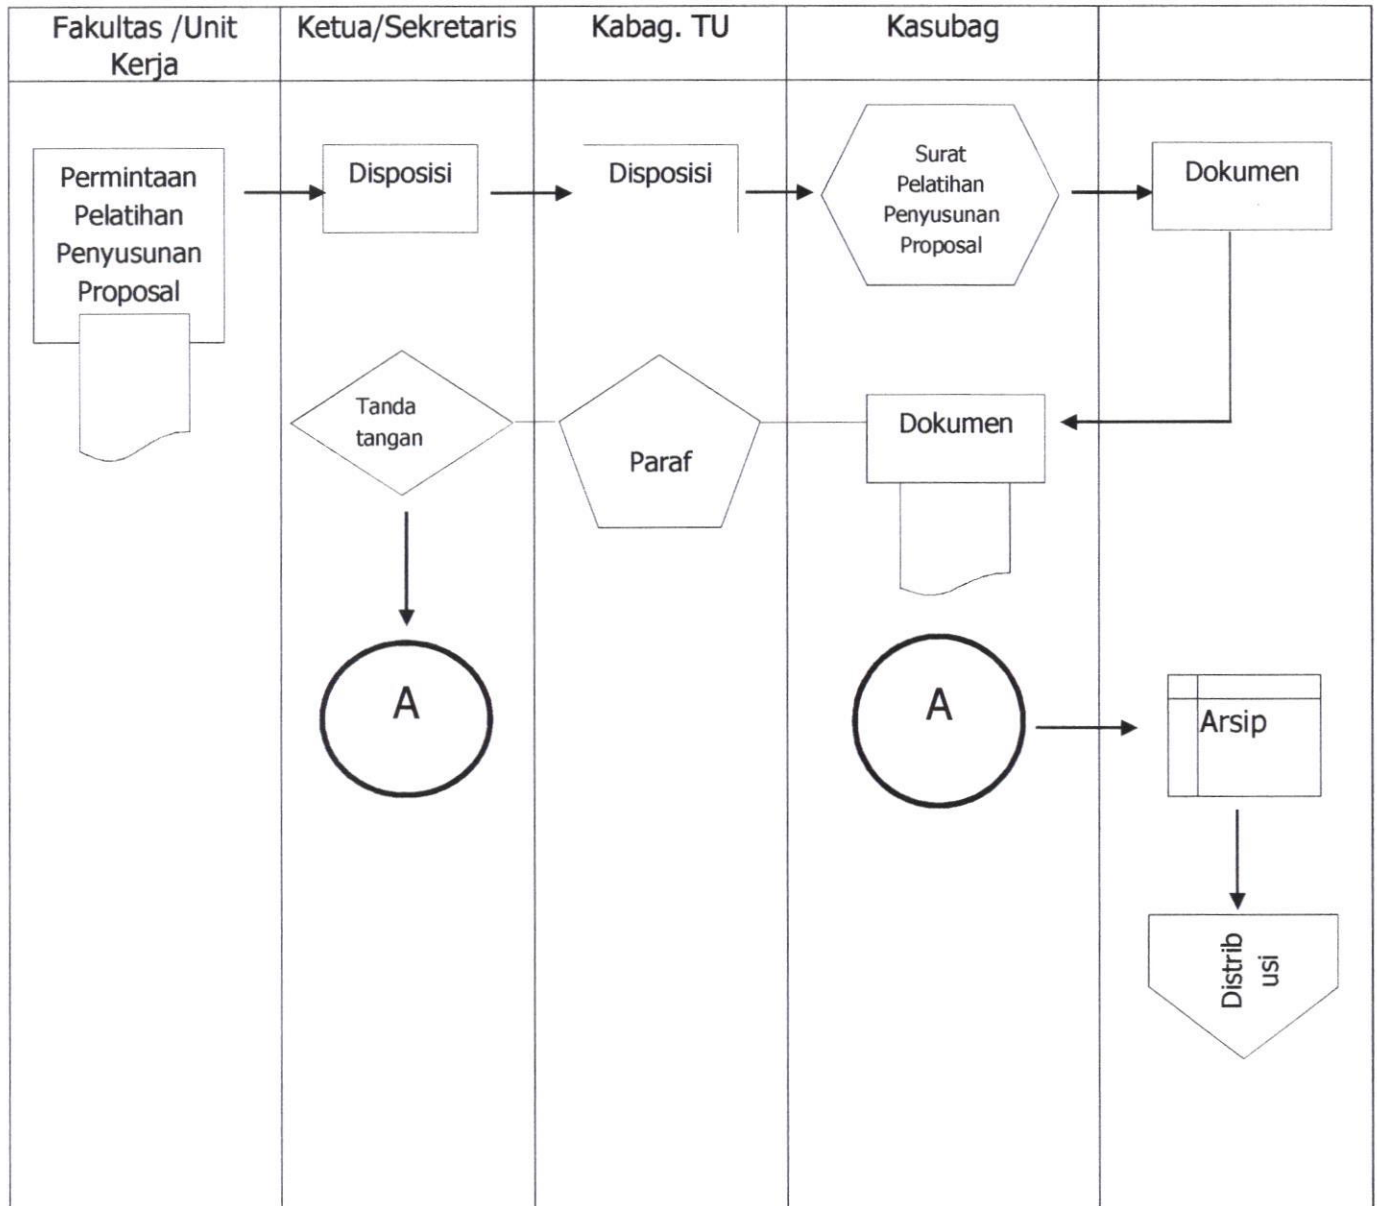 Fakultas /Unit
Kerja
Ketua/Sekretaris
Kabag. TU
Kasubag
Permintaan
Pelatihan
Penyusunan
Proposal
Disposisi
Disposisi
Surat
Pelatihan
Penyusunan
Proposal
Dokumen
Tanda
tangan
Paraf
Dokumen
A
A
Arsip
Distrib
usi